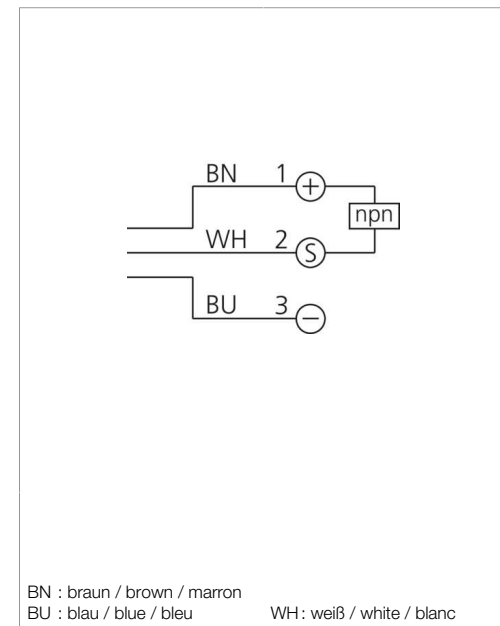 BN 1 +
npn
WH 2 S
BU 3 −
BN : braun / brown / marron
BU : blau / blue / bleu WH : weiß / white / blanc